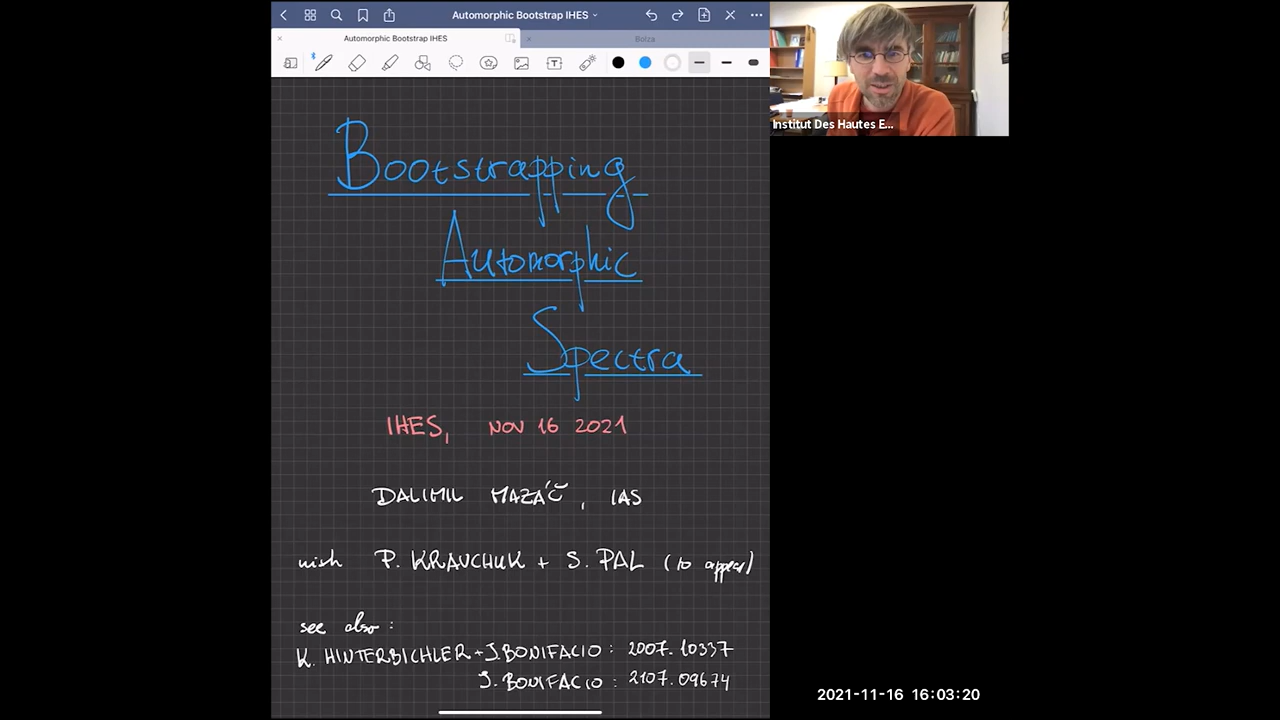 Automorphic Bootstrap IHES
Automorphic Bootstrap IHES
Bolza
Institut Des Hautes E...
Bootstrapping
Automorphic
Spectra
IHES, NOV 16 2021
DALIMIL MAZÁČ, IAS
with P. KRAVCHUK + S. PAL (to appear)
see also:
K. HINTERBICHLER + J. BONIFACIO: 2007.10337
J. BONIFACIO: 2107.09674
2021-11-16 16:03:20